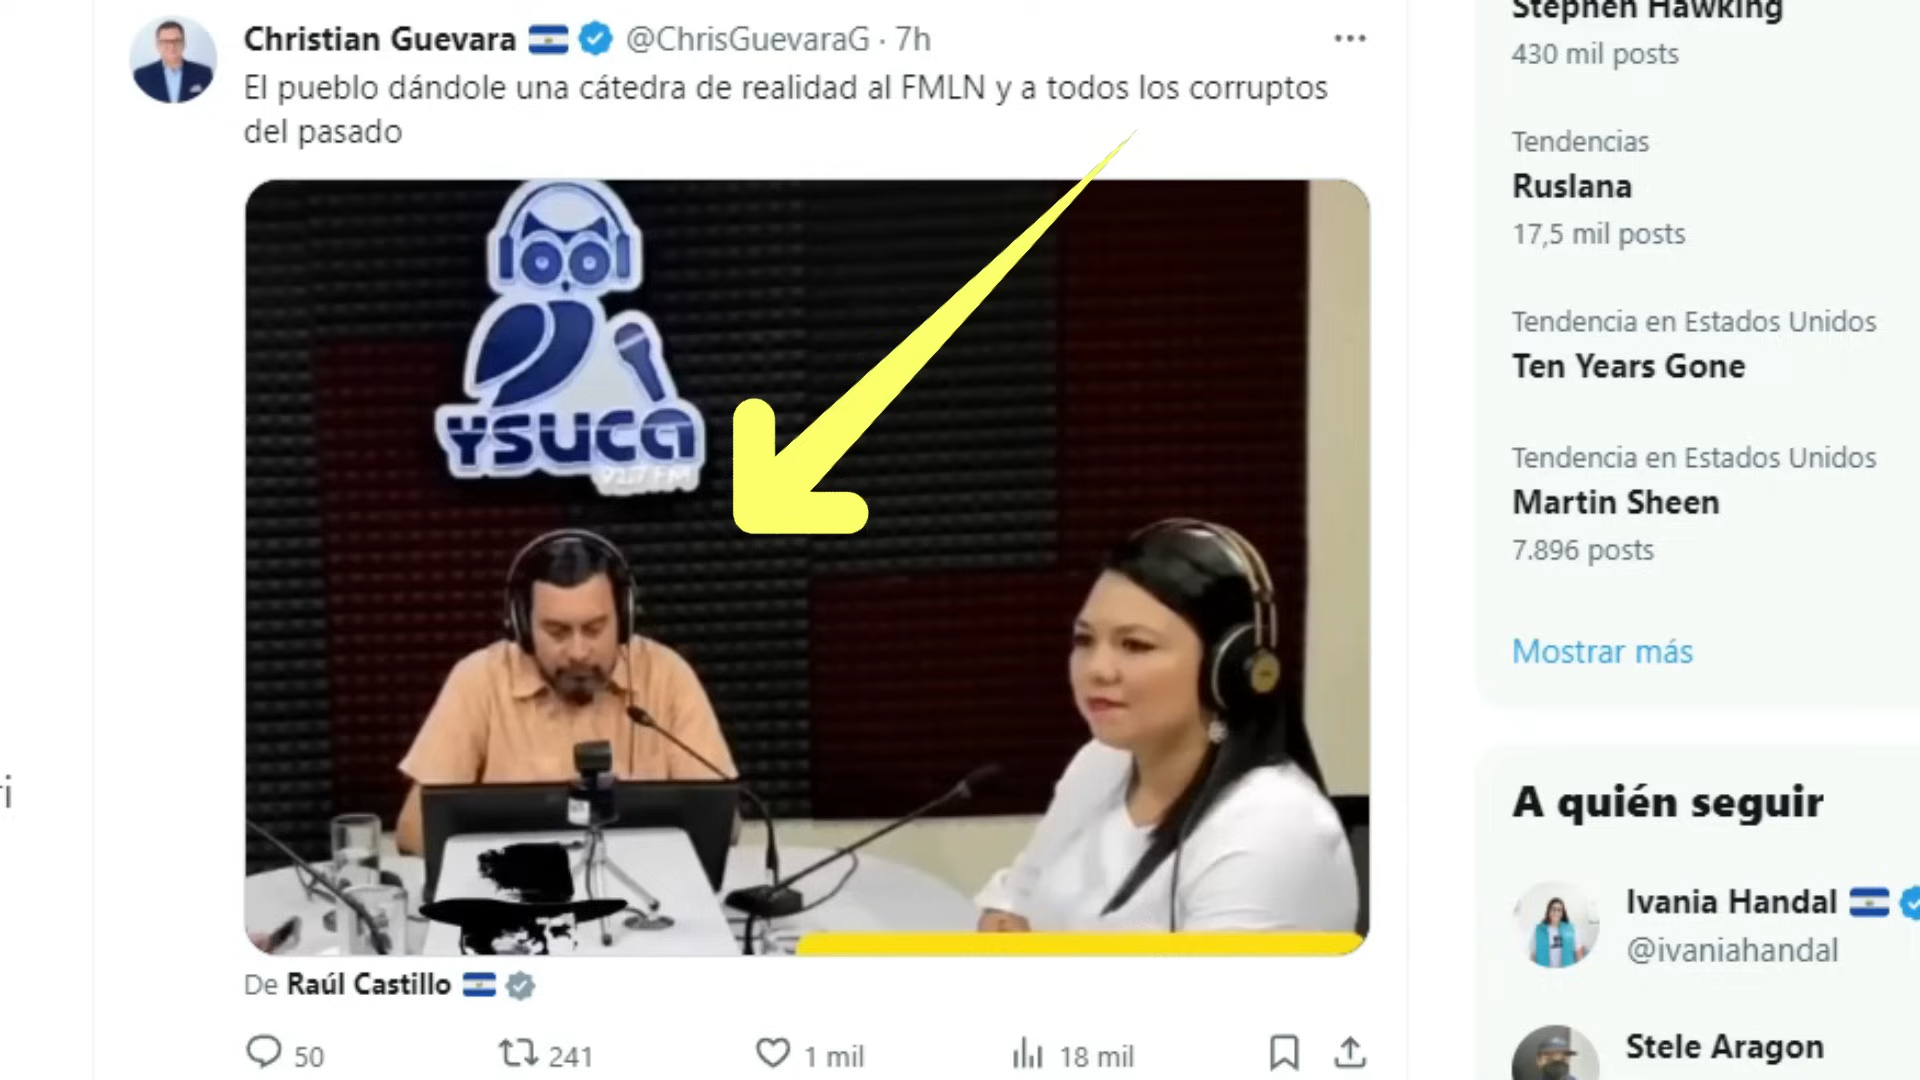 Christian Guevara @ChrisGuevaraG · 7h
El pueblo dándole una cátedra de realidad al FMLN y a todos los corruptos
del pasado
YSUCA
91.7 FM
De Raúl Castillo
50 241 1 mil 18 mil
Stephen Hawking
430 mil posts
Tendencias
Ruslana
17,5 mil posts
Tendencia en Estados Unidos
Ten Years Gone
Tendencia en Estados Unidos
Martin Sheen
7.896 posts
Mostrar más
A quién seguir
Ivania Handal
@ivaniahandal
Stele Aragon